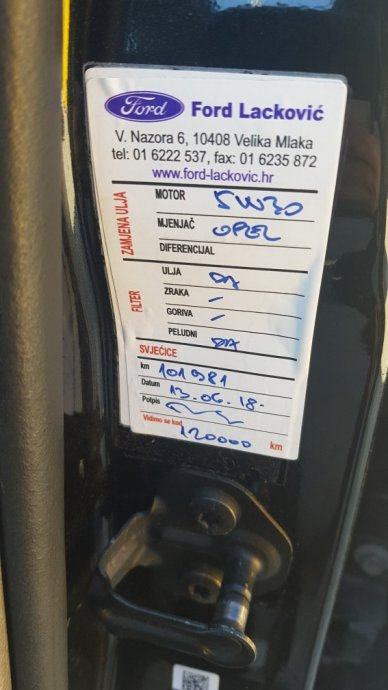 Ford Ford Lacković
V. Nazora 6, 10408 Velika Mlaka
tel: 01 6222 537, fax: 01 6235 872
www.ford-lackovic.hr
ZAMJENA ULJA
MOTOR 5W30
MJENJAČ OPEL
DIFERENCIJAL
FILTER
ULJA DA
ZRAKA –
GORIVA –
PELUDNI DA
SVJEĆICE
km 101981
Datum 13.06.18.
Potpis
Vidimo se kod 120000 km